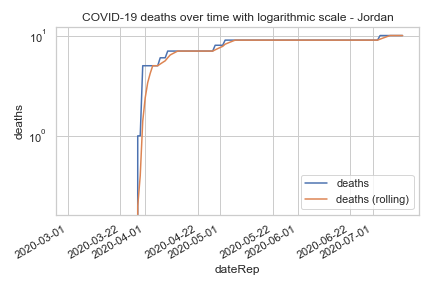 COVID-19 deaths over time with logarithmic scale - Jordan
10¹
10⁰
deaths
deaths
deaths (rolling)
2020-03-01
2020-03-22
2020-04-01
2020-04-22
2020-05-01
2020-05-22
2020-06-01
2020-06-22
2020-07-01
dateRep